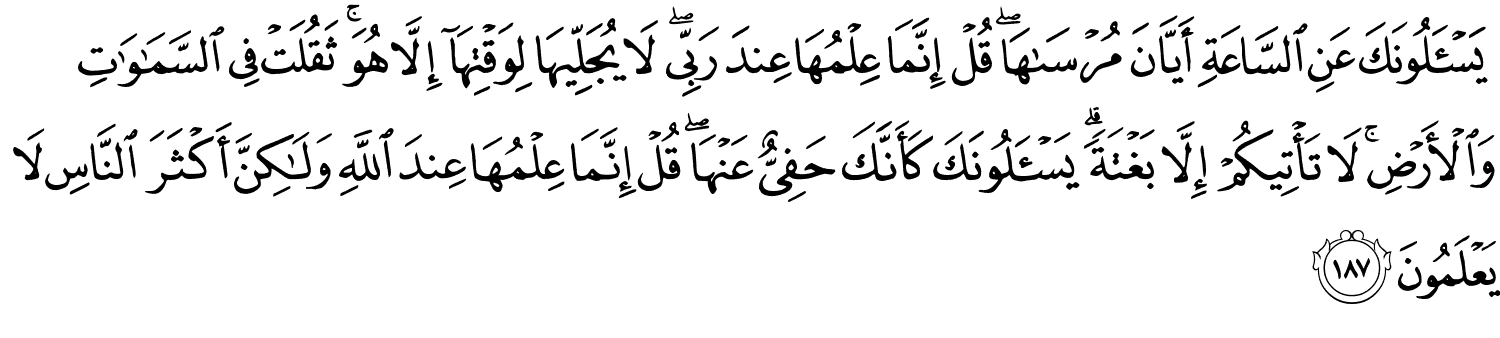 يَسْـَٔلُونَكَ عَنِ ٱلسَّاعَةِ أَيَّانَ مُرْسَىٰهَا ۖ قُلْ إِنَّمَا عِلْمُهَا عِندَ رَبِّى ۖ لَا يُجَلِّيهَا لِوَقْتِهَآ إِلَّا هُوَ ۚ ثَقُلَتْ فِى ٱلسَّمَـٰوَٰتِ
وَٱلْأَرْضِ ۚ لَا تَأْتِيكُمْ إِلَّا بَغْتَةً ۗ يَسْـَٔلُونَكَ كَأَنَّكَ حَفِىٌّ عَنْهَا ۖ قُلْ إِنَّمَا عِلْمُهَا عِندَ ٱللَّهِ وَلَـٰكِنَّ أَكْثَرَ ٱلنَّاسِ لَا
يَعْلَمُونَ ١٨٧